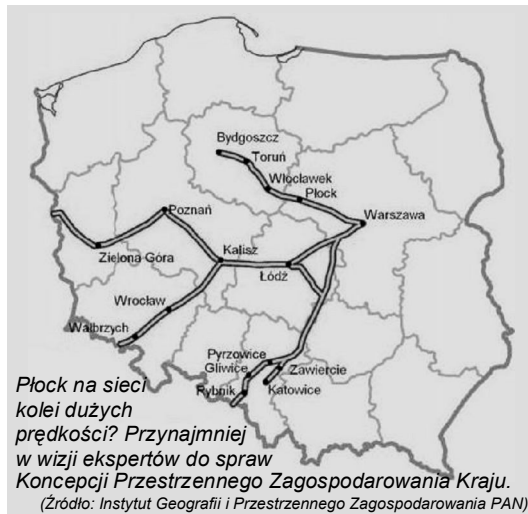 Bydgoszcz
Toruń
Włocławek
Płock
Warszawa
Poznań
Zielona Góra
Kalisz
Łódź
Wrocław
Wałbrzych
Pyrzowice
Gliwice
Zawiercie
Rybnik
Katowice
Płock na sieci
kolei dużych
prędkości? Przynajmniej
w wizji ekspertów do spraw
Koncepcji Przestrzennego Zagospodarowania Kraju.
(Źródło: Instytut Geografii i Przestrzennego Zagospodarowania PAN)